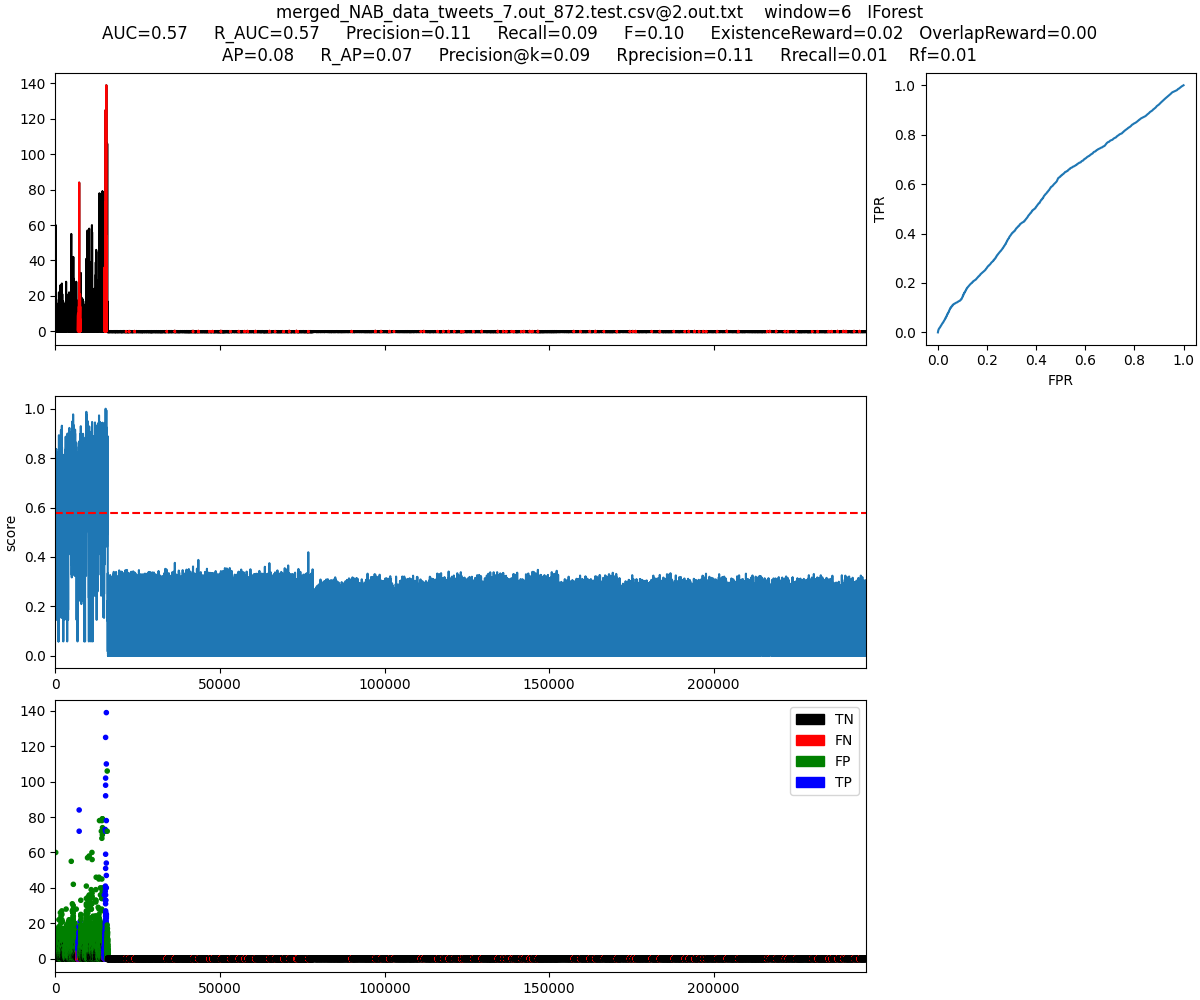 merged_NAB_data_tweets_7.out_872.test.csv@2.out.txt window=6 IForest
AUC=0.57 R_AUC=0.57 Precision=0.11 Recall=0.09 F=0.10 ExistenceReward=0.02 OverlapReward=0.00
AP=0.08 R_AP=0.07 Precision@k=0.09 Rprecision=0.11 Rrecall=0.01 Rf=0.01
140
120
100
80
60
40
20
0
TPR
1.0
0.8
0.6
0.4
0.2
0.0
0.0 0.2 0.4 0.6 0.8 1.0
FPR
score
1.0
0.8
0.6
0.4
0.2
0.0
0 50000 100000 150000 200000
140
120
100
80
60
40
20
0
TN
FN
FP
TP
0 50000 100000 150000 200000